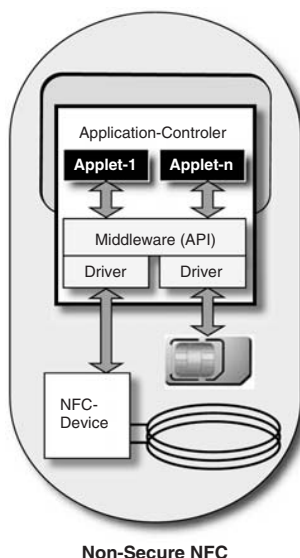 Application-Controler
Applet-1 Applet-n
Middleware (API)
Driver Driver
NFC-
Device
Non-Secure NFC